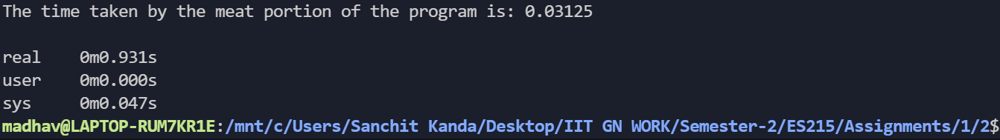 The time taken by the meat portion of the program is: 0.03125
real 0m0.931s
user 0m0.000s
sys 0m0.047s
madhav@LAPTOP-RUM7KR1E:/mnt/c/Users/Sanchit Kanda/Desktop/IIT GN WORK/Semester-2/ES215/Assignments/1/2$